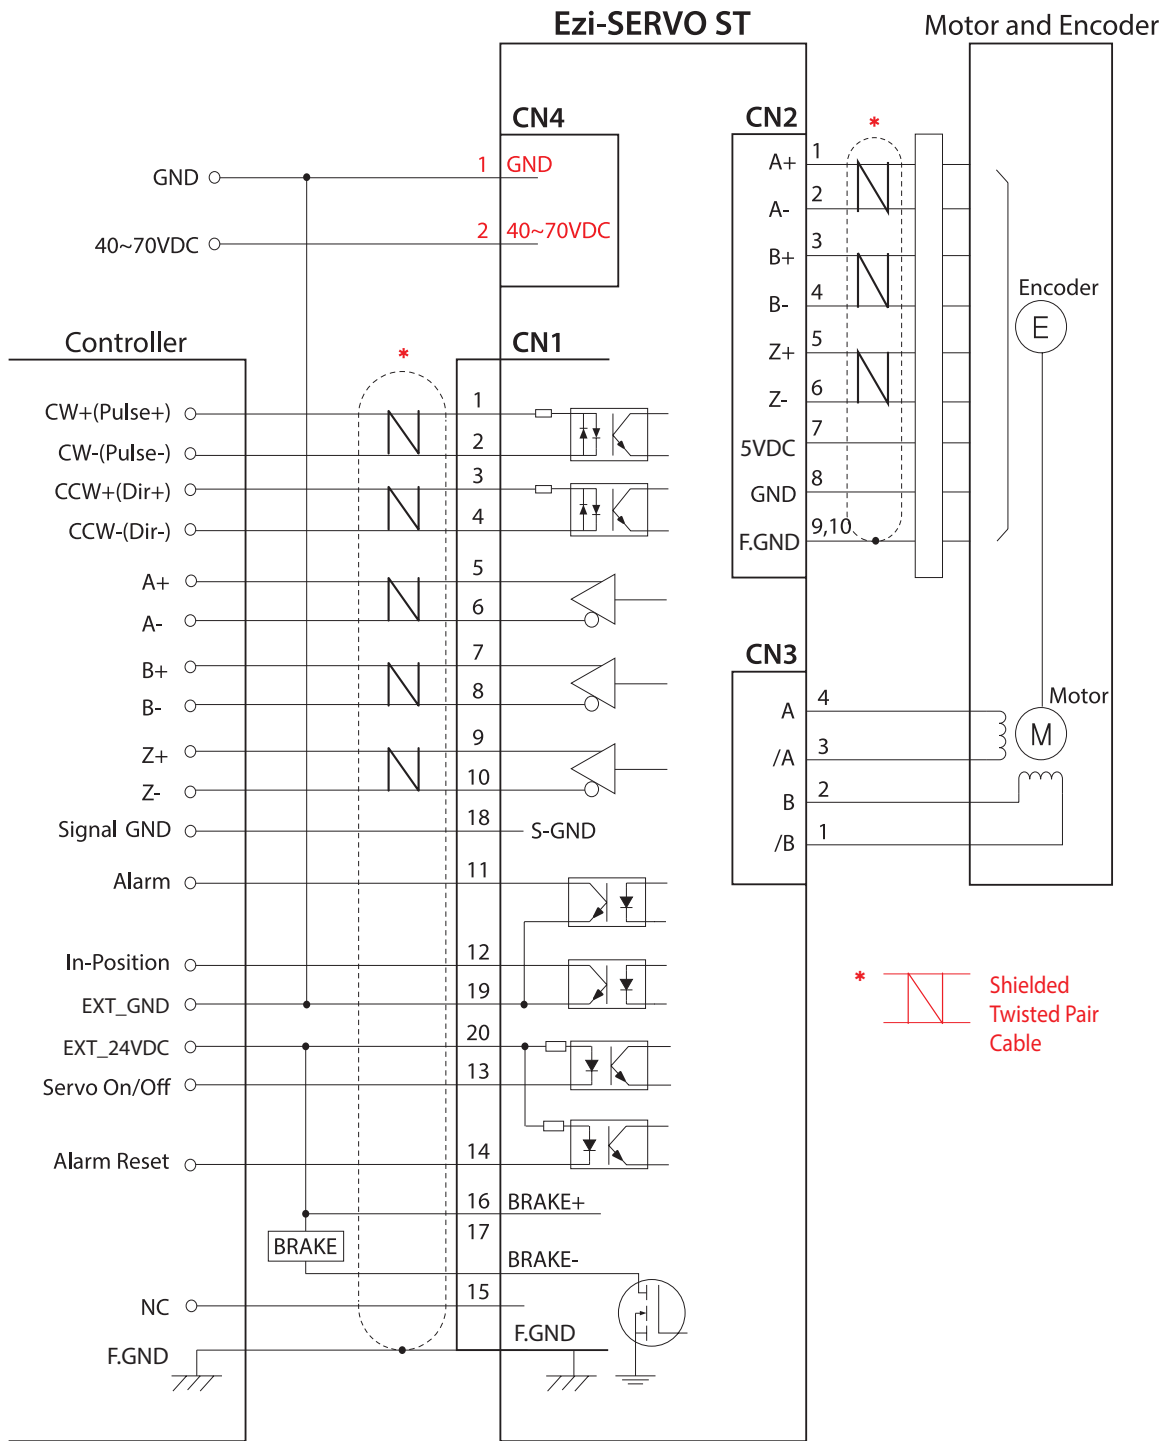 Ezi-SERVO ST
Motor and Encoder
CN4
GND
1 GND
40~70VDC
2 40~70VDC
CN2
*
A+ 1
A- 2
B+ 3
B- 4
Z+ 5
Z- 6
5VDC 7
GND 8
F.GND 9,10
Encoder
E
Controller
*
CN1
CW+(Pulse+) 1
CW-(Pulse-) 2
CCW+(Dir+) 3
CCW-(Dir-) 4
A+ 5
A- 6
B+ 7
B- 8
Z+ 9
Z- 10
Signal GND 18 S-GND
Alarm 11
In-Position 12
EXT_GND 19
EXT_24VDC 20
Servo On/Off 13
Alarm Reset 14
16 BRAKE+
17
BRAKE
BRAKE-
NC 15
F.GND
F.GND
CN3
A 4
/A 3
B 2
/B 1
Motor
M
* Shielded
Twisted Pair
Cable